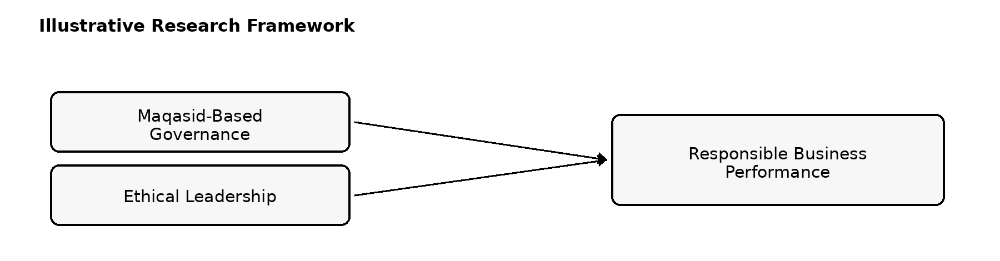 Illustrative Research Framework
Maqasid-Based
Governance
Ethical Leadership
Responsible Business
Performance